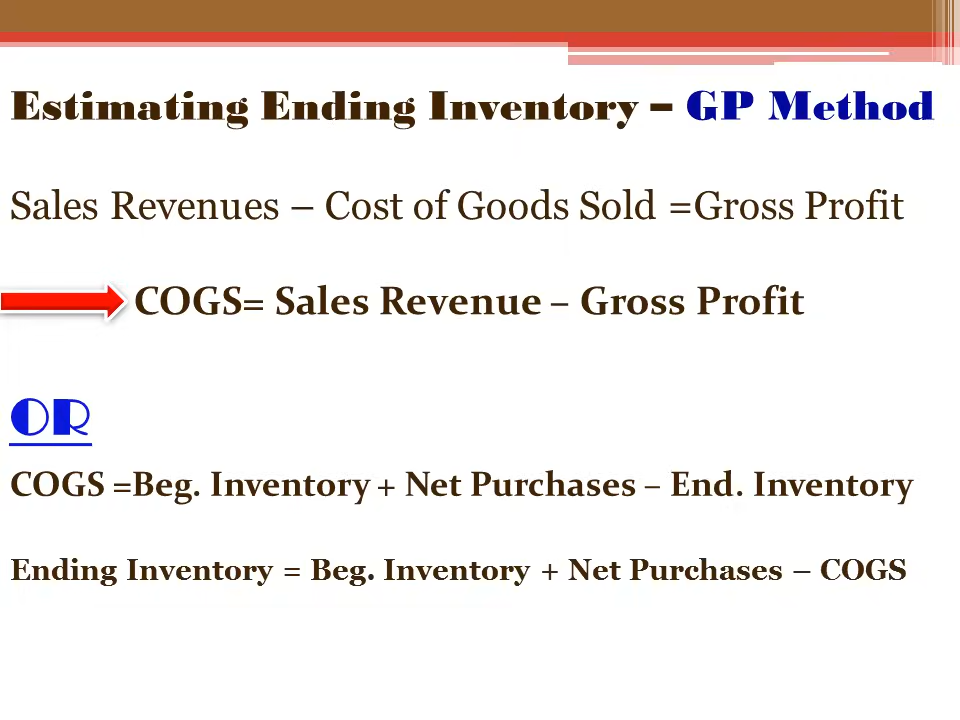 Estimating Ending Inventory – GP Method
Sales Revenues – Cost of Goods Sold =Gross Profit
COGS= Sales Revenue – Gross Profit
OR
COGS =Beg. Inventory + Net Purchases – End. Inventory
Ending Inventory = Beg. Inventory + Net Purchases – COGS